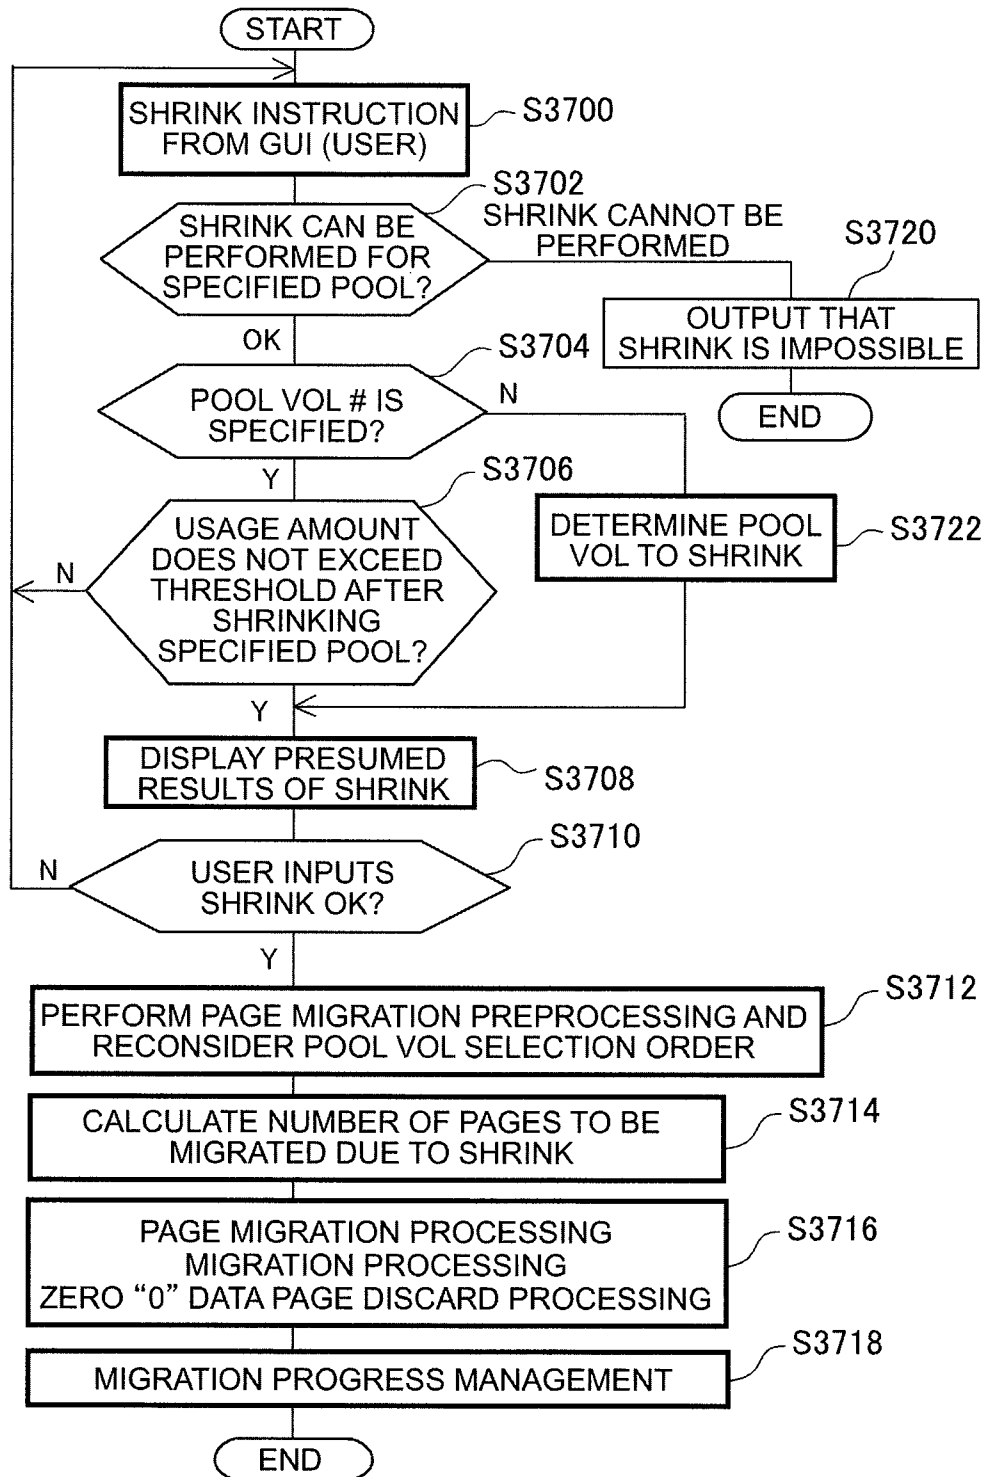 START
SHRINK INSTRUCTION
FROM GUI (USER)
S3700
S3702
SHRINK CAN BE
PERFORMED FOR
SPECIFIED POOL?
SHRINK CANNOT BE
PERFORMED
S3720
OUTPUT THAT
SHRINK IS IMPOSSIBLE
END
OK
S3704
POOL VOL # IS
SPECIFIED?
N
Y
S3706
USAGE AMOUNT
DOES NOT EXCEED
THRESHOLD AFTER
SHRINKING
SPECIFIED POOL?
N
DETERMINE POOL
VOL TO SHRINK
S3722
Y
DISPLAY PRESUMED
RESULTS OF SHRINK
S3708
S3710
USER INPUTS
SHRINK OK?
N
Y
S3712
PERFORM PAGE MIGRATION PREPROCESSING AND
RECONSIDER POOL VOL SELECTION ORDER
S3714
CALCULATE NUMBER OF PAGES TO BE
MIGRATED DUE TO SHRINK
S3716
PAGE MIGRATION PROCESSING
MIGRATION PROCESSING
ZERO “0” DATA PAGE DISCARD PROCESSING
S3718
MIGRATION PROGRESS MANAGEMENT
END